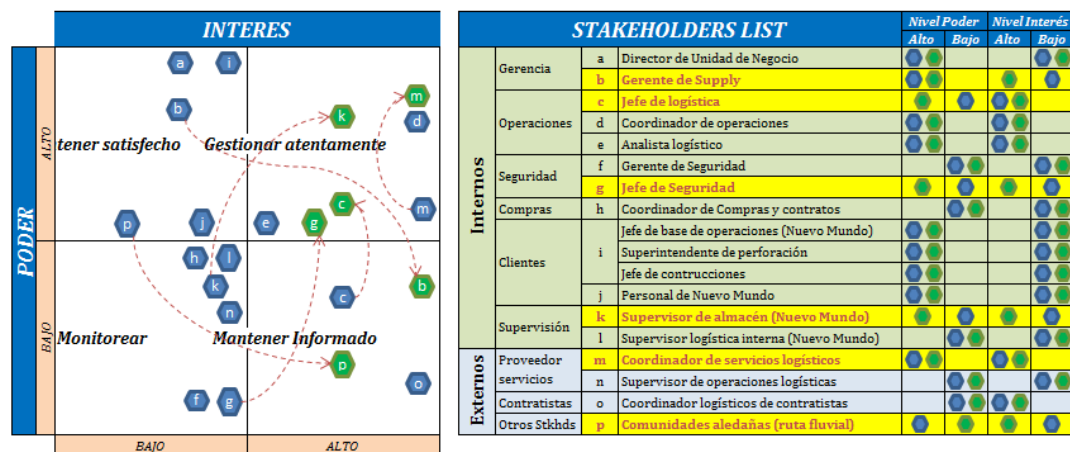 INTERES
PODER
ALTO
BAJO
a
i
b
k
m
d
tener satisfecho
Gestionar atentamente
p
j
e
g
c
m
h
l
k
n
c
b
Monitorear
Mantener Informado
p
o
f
g
BAJO
ALTO
STAKEHOLDERS LIST
Nivel Poder
Nivel Interés
Alto
Bajo
Alto
Bajo
Internos
Gerencia
a
Director de Unidad de Negocio
b
Gerente de Supply
Operaciones
c
Jefe de logística
d
Coordinador de operaciones
e
Analista logístico
Seguridad
f
Gerente de Seguridad
g
Jefe de Seguridad
Compras
h
Coordinador de Compras y contratos
Clientes
i
Jefe de base de operaciones (Nuevo Mundo)
Superintendente de perforación
Jefe de contrucciones
j
Personal de Nuevo Mundo
Supervisión
k
Supervisor de almacén (Nuevo Mundo)
l
Supervisor logística interna (Nuevo Mundo)
Externos
Proveedor
servicios
m
Coordinador de servicios logísticos
n
Supervisor de operaciones logísticas
Contratistas
o
Coordinador logísticos de contratistas
Otros Stkhds
p
Comunidades aledañas (ruta fluvial)